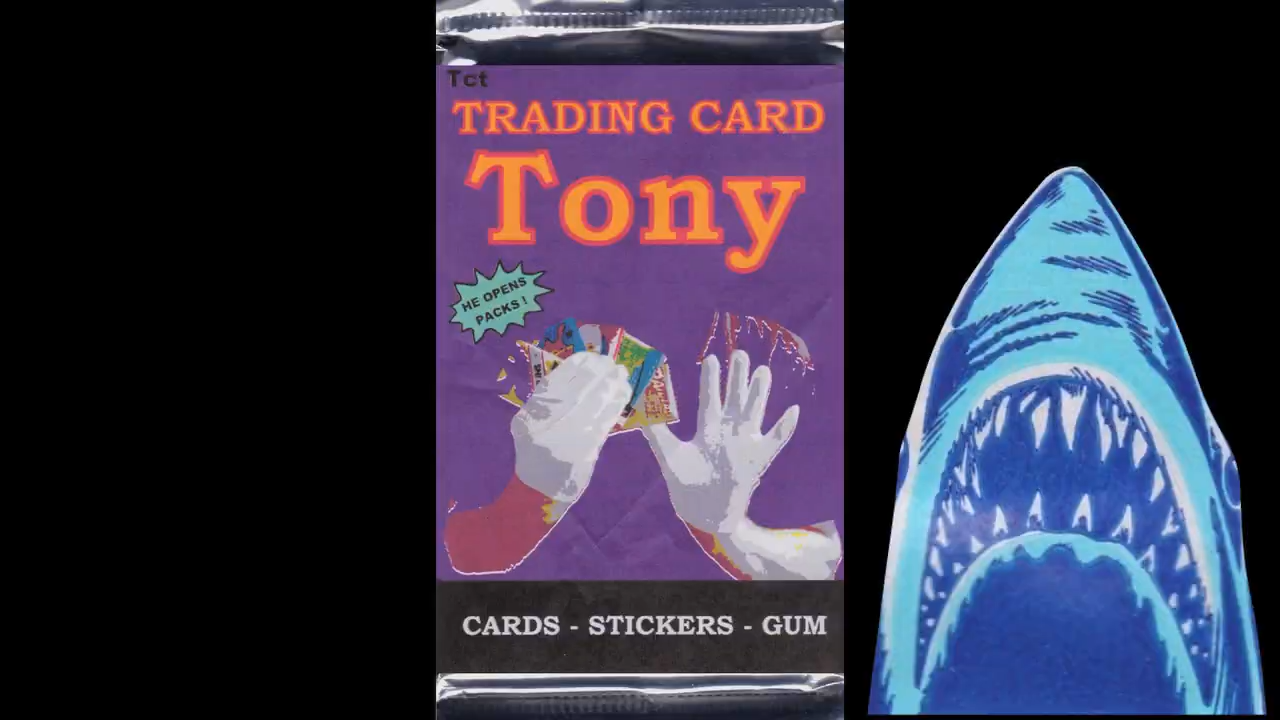 Tct
TRADING CARD
Tony
HE OPENS
PACKS !
CARDS - STICKERS - GUM